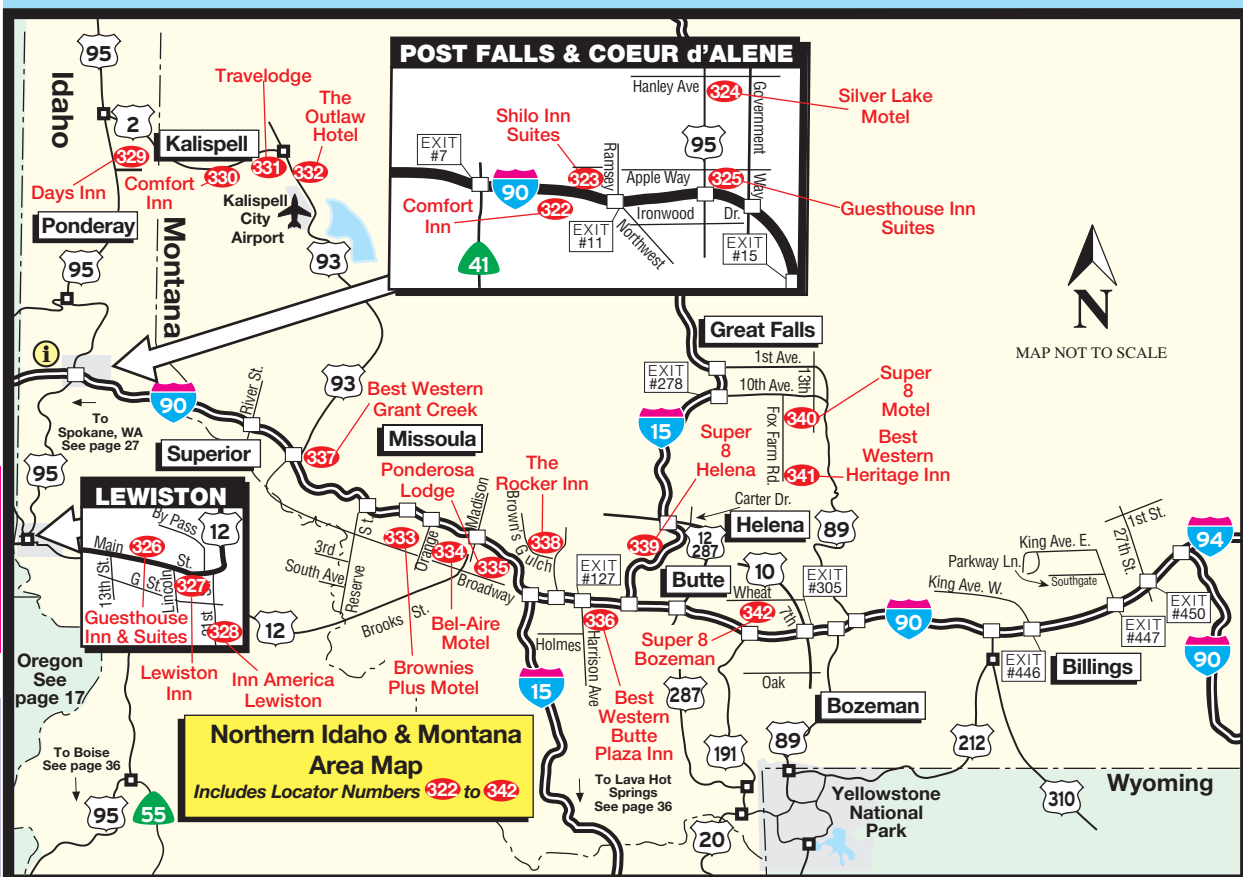 POST FALLS & COEUR d'ALENE
Hanley Ave
324
Government
Way
Silver Lake
Motel
Shilo Inn
Suites
EXIT
#7
Ramsey
95
323
Apple Way
325
90
Comfort
Inn
322
Ironwood
Dr.
Guesthouse Inn
Suites
EXIT
#11
Northwest
EXIT
#15
41
95
Idaho
2
Travelodge
The
Outlaw
Hotel
Kalispell
329
331
332
330
Days Inn
Comfort
Inn
Kalispell
City
Airport
Ponderay
Montana
95
93
N
MAP NOT TO SCALE
i
Great Falls
1st Ave.
13th
EXIT
#278
10th Ave.
Super
8
Motel
93
Best Western
Grant Creek
90
River St.
To
Spokane, WA
See page 27
15
Fox Farm Rd.
340
Super
8
Helena
Best
Western
Heritage Inn
341
Superior
337
Missoula
95
Ponderosa
Lodge
The
Rocker Inn
Madison
Brown's Gulch
Carter Dr.
LEWISTON
By Pass
12
Main
St.
326
13th St.
G St.
Lincoln
327
21st
Guesthouse
Inn & Suites
328
12
Lewiston
Inn
Inn America
Lewiston
3rd
South Ave.
Reserve
St.
333
Orange
334
335
Broadway
338
Brooks
St.
Bel-Aire
Motel
Brownies
Plus Motel
339
12
287
Helena
89
EXIT
#127
Butte
10
EXIT
#305
Wheat
7th
342
336
Holmes
Harrison Ave
Super 8
Bozeman
90
Oak
Bozeman
1st St.
27th St.
94
King Ave. E.
Parkway Ln.
Southgate
King Ave. W.
EXIT
#450
EXIT
#447
EXIT
#446
Billings
90
Oregon
See
page 17
15
Best
Western
Butte
Plaza Inn
287
191
89
212
310
Wyoming
Yellowstone
National
Park
20
To Lava Hot
Springs
See page 36
To Boise
See page 36
95
55
Northern Idaho & Montana
Area Map
Includes Locator Numbers 322 to 342